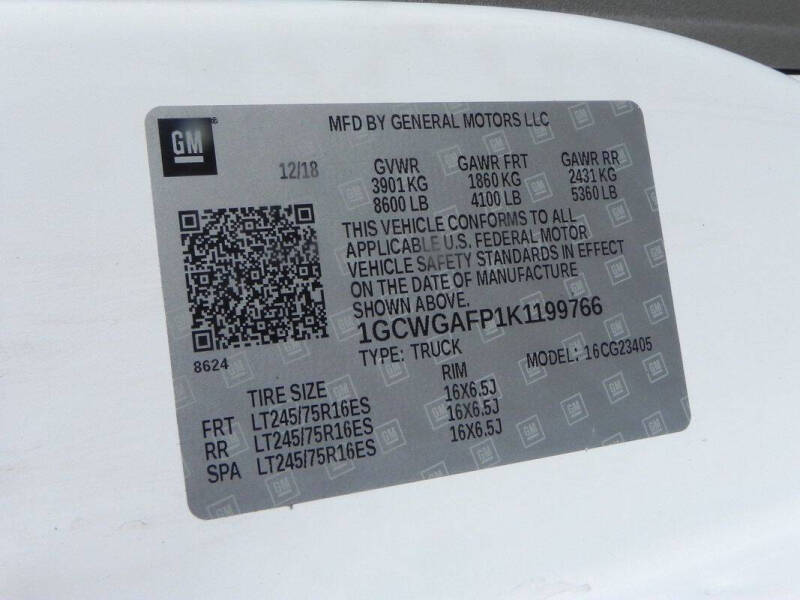 GM
MFD BY GENERAL MOTORS LLC
12/18
GVWR GAWR FRT GAWR RR
3901 KG 1860 KG 2431 KG
8600 LB 4100 LB 5360 LB
THIS VEHICLE CONFORMS TO ALL
APPLICABLE U.S. FEDERAL MOTOR
VEHICLE SAFETY STANDARDS IN EFFECT
ON THE DATE OF MANUFACTURE
SHOWN ABOVE.
1GCWGAFP1K1199766
8624
TYPE: TRUCK MODEL: 16CG23405
TIRE SIZE RIM
FRT LT245/75R16ES 16X6.5J
RR LT245/75R16ES 16X6.5J
SPA LT245/75R16ES 16X6.5J